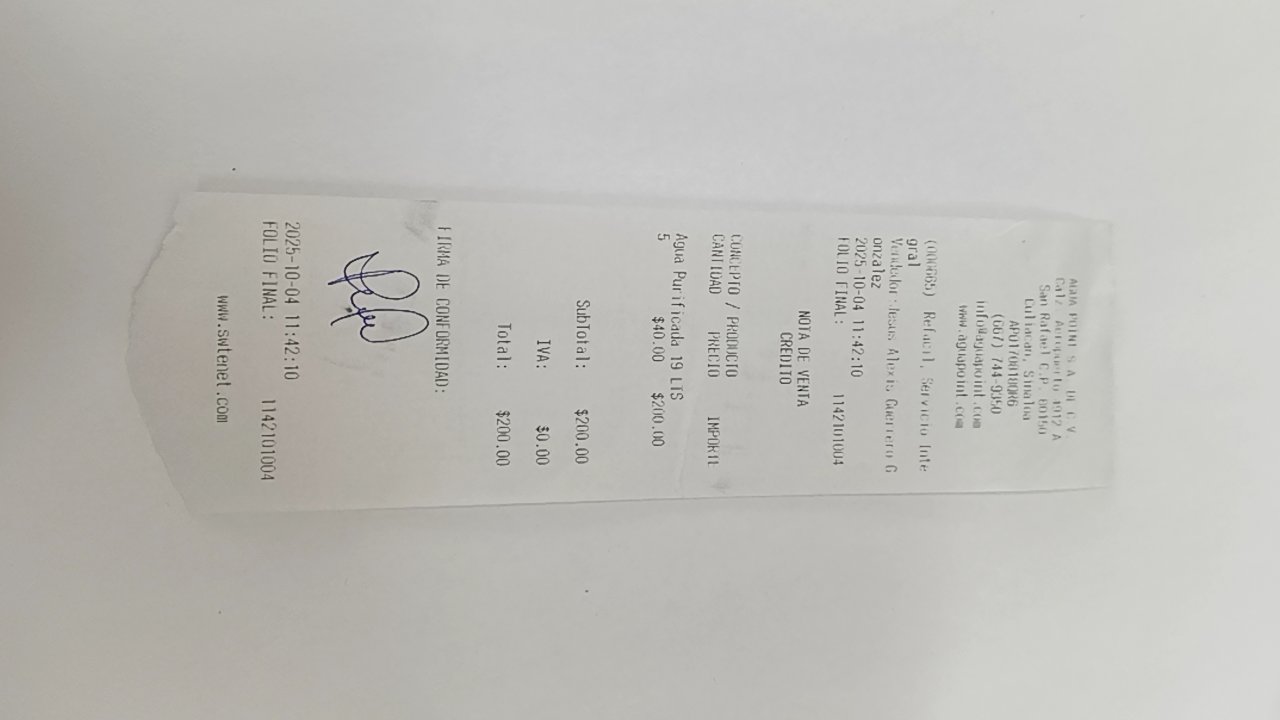 AGUA POINT S.A. DE C.V.
Calz Aeropuerto 4912 A
San Rafael C.P. 80150
Culiacan, Sinaloa
(667) 744-9350
info@aguapoint.com
www.aguapoint.com
(000665) Refacil, Servicio Inte
gral
Vendedor:Jesus Alexis Guerrero G
onzalez
2025-10-04 11:42:10
FOLIO FINAL: 1142101004
NOTA DE VENTA
CREDITO
CONCEPTO / PRODUCTO
CANTIDAD PRECIO IMPORTE
Agua Purificada 19 LTS
5 $40.00 $200.00
SubTotal: $200.00
IVA: $0.00
Total: $200.00
FIRMA DE CONFORMIDAD:
2025-10-04 11:42:10
FOLIO FINAL: 1142101004
www.swtenet.com